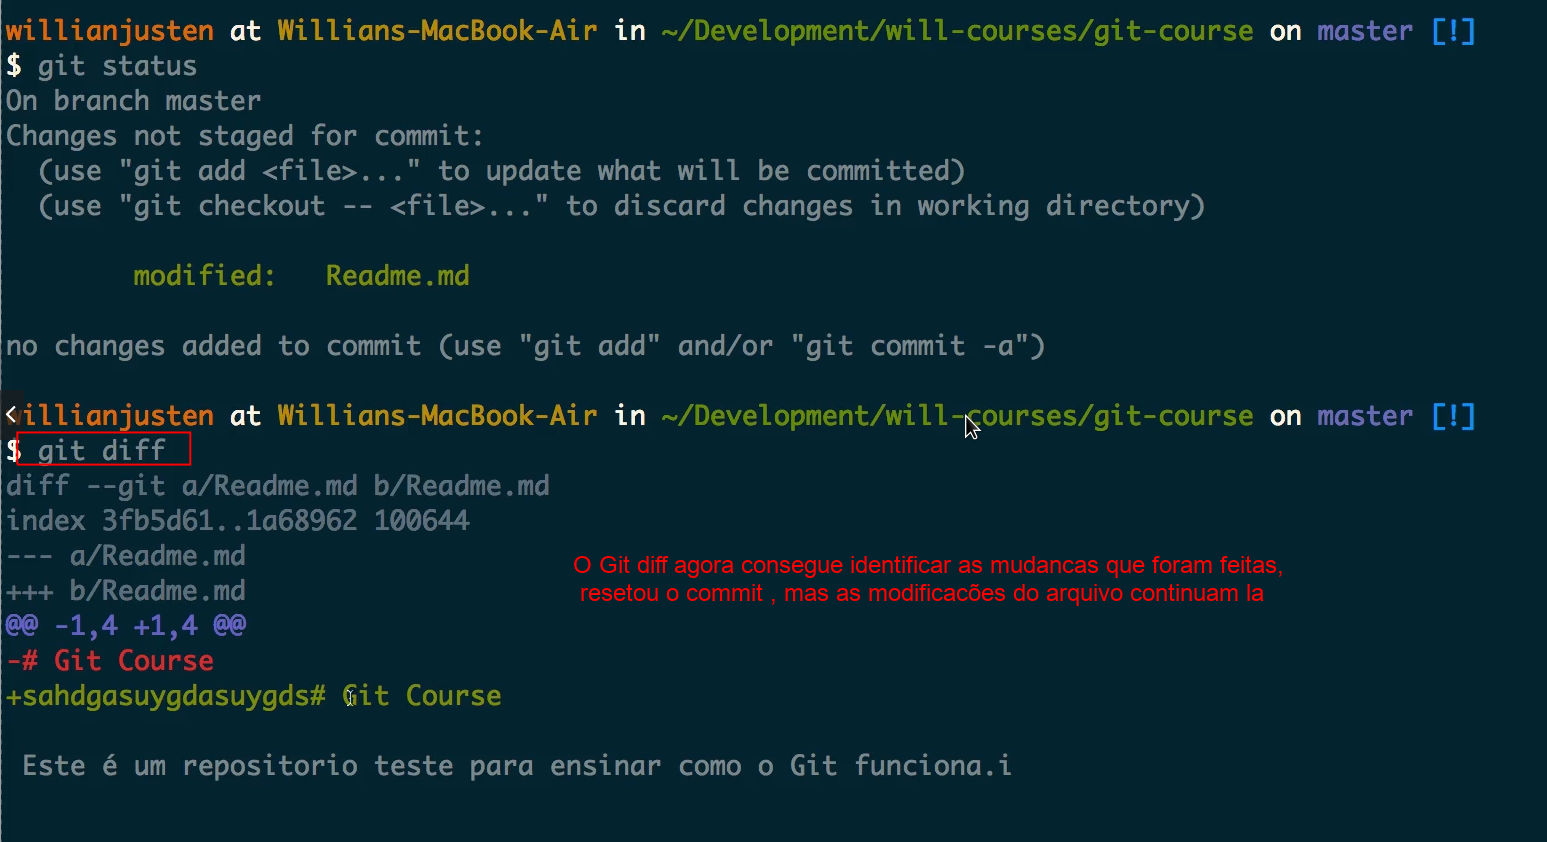 willianjusten at Willians-MacBook-Air in ~/Development/will-courses/git-course on master [!]
$ git status
On branch master
Changes not staged for commit:
  (use "git add <file>..." to update what will be committed)
  (use "git checkout -- <file>..." to discard changes in working directory)
        modified:   Readme.md
no changes added to commit (use "git add" and/or "git commit -a")
willianjusten at Willians-MacBook-Air in ~/Development/will-courses/git-course on master [!]
$ git diff
diff --git a/Readme.md b/Readme.md
index 3fb5d61..1a68962 100644
--- a/Readme.md
+++ b/Readme.md
@@ -1,4 +1,4 @@
-# Git Course
+sahdgasuygdasuygds# Git Course
 Este é um repositorio teste para ensinar como o Git funciona.i
O Git diff agora consegue identificar as mudancas que foram feitas,
resetou o commit , mas as modificacões do arquivo continuam la